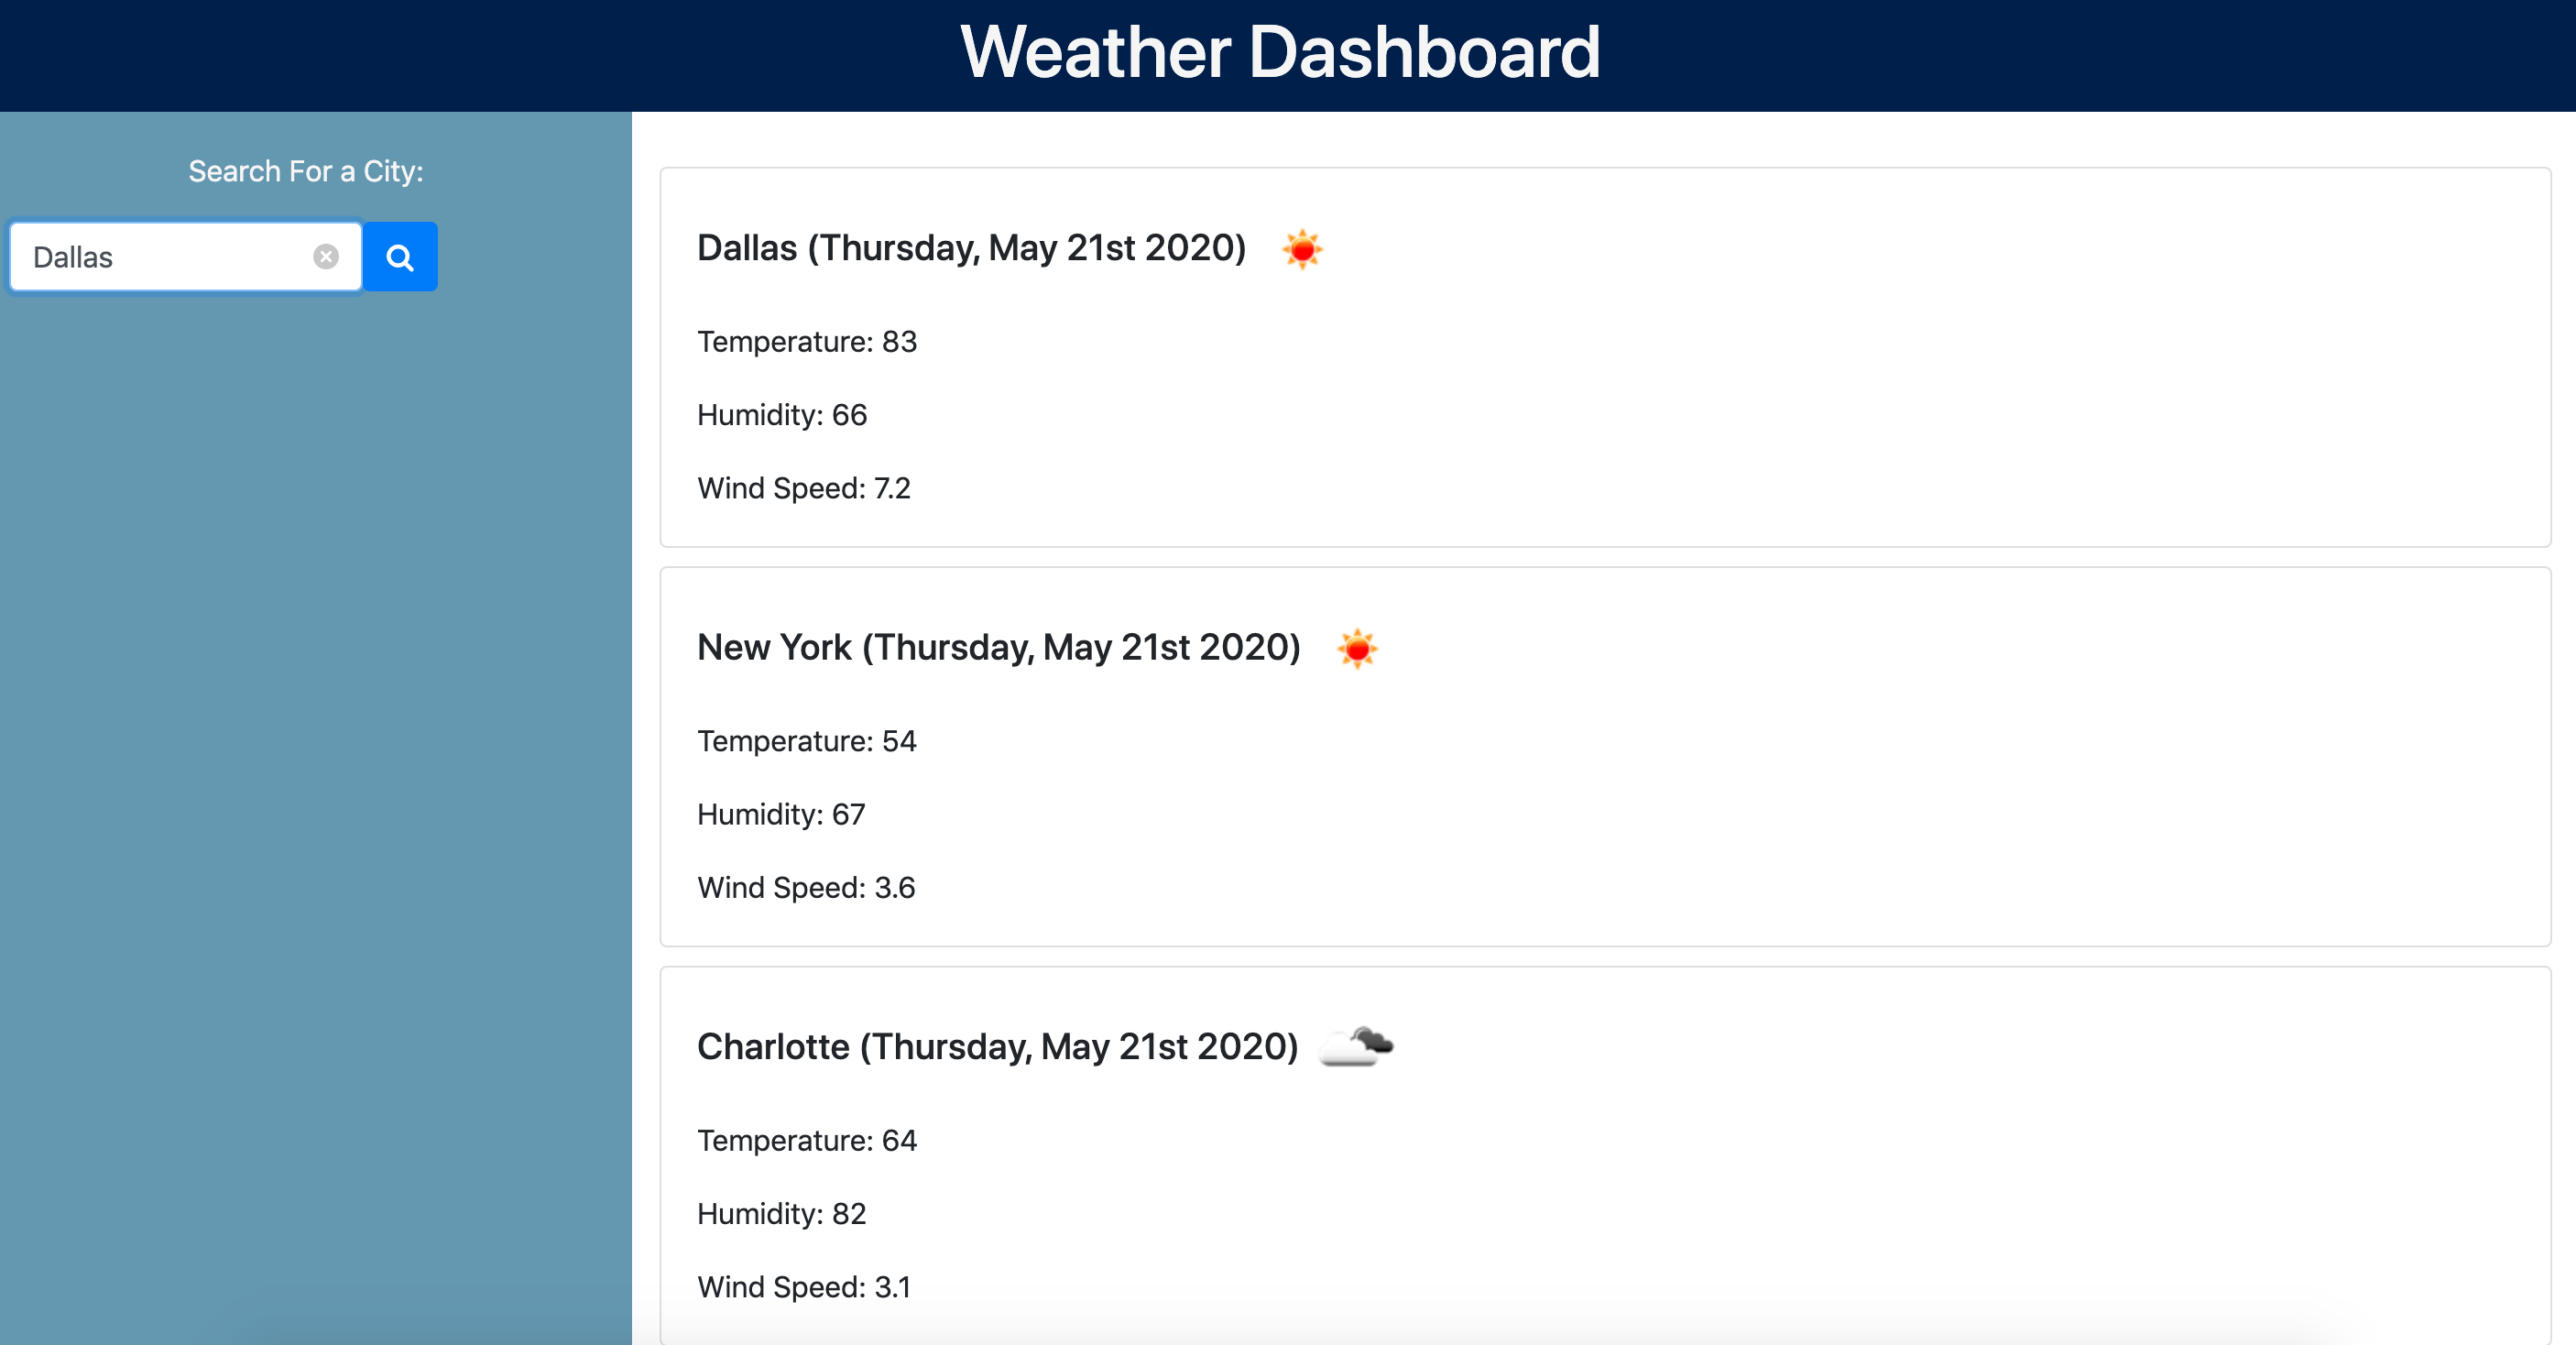 Weather Dashboard
Search For a City:
Dallas
Dallas (Thursday, May 21st 2020)
Temperature: 83
Humidity: 66
Wind Speed: 7.2
New York (Thursday, May 21st 2020)
Temperature: 54
Humidity: 67
Wind Speed: 3.6
Charlotte (Thursday, May 21st 2020)
Temperature: 64
Humidity: 82
Wind Speed: 3.1